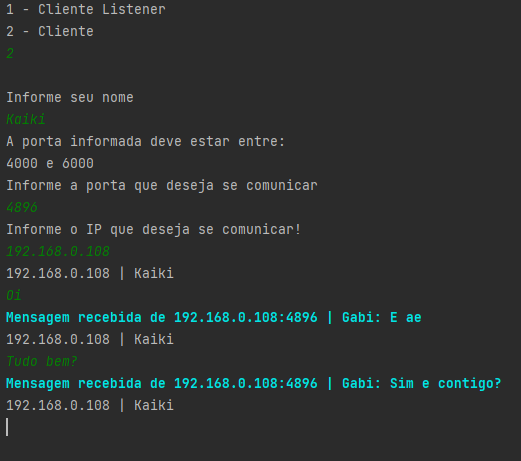 1 - Cliente Listener
2 - Cliente
2
Informe seu nome
Kaiki
A porta informada deve estar entre:
4000 e 6000
Informe a porta que deseja se comunicar
4896
Informe o IP que deseja se comunicar!
192.168.0.108
192.168.0.108 | Kaiki
Oi
Mensagem recebida de 192.168.0.108:4896 | Gabi: E ae
192.168.0.108 | Kaiki
Tudo bem?
Mensagem recebida de 192.168.0.108:4896 | Gabi: Sim e contigo?
192.168.0.108 | Kaiki